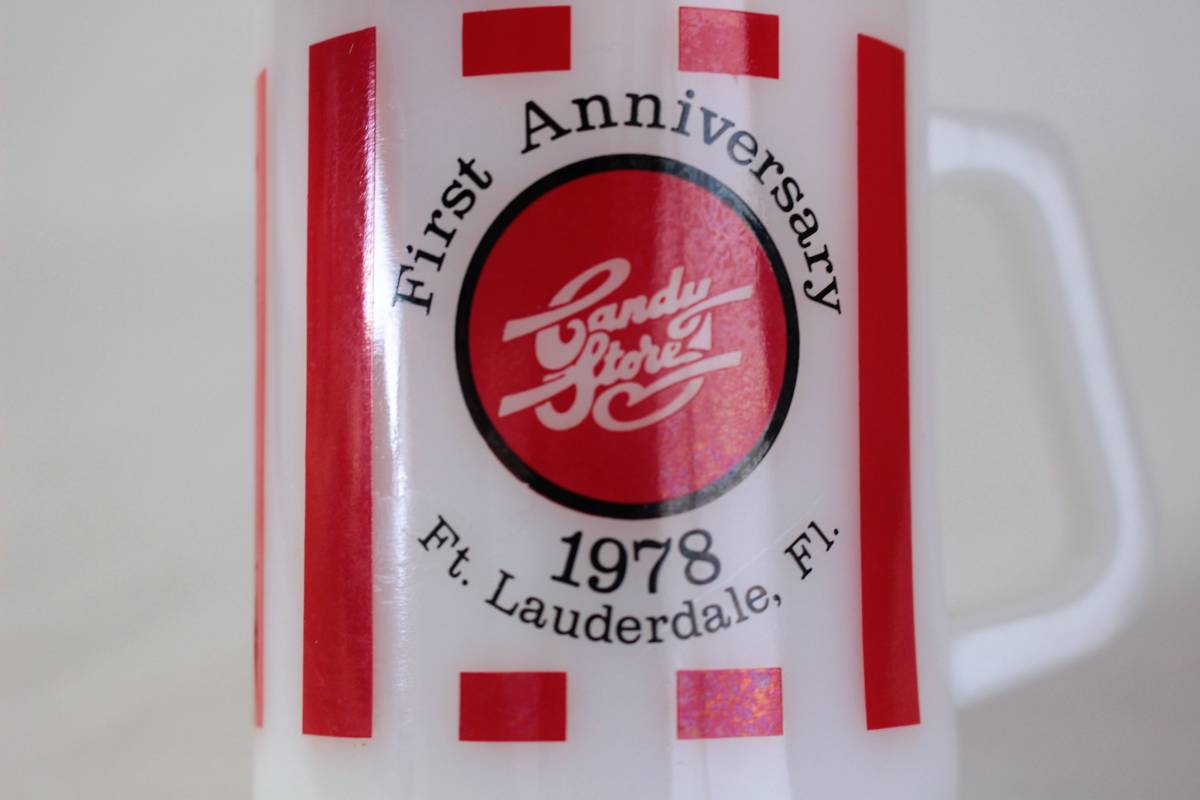 First Anniversary
Candy
Store
1978
Ft. Lauderdale, Fl.